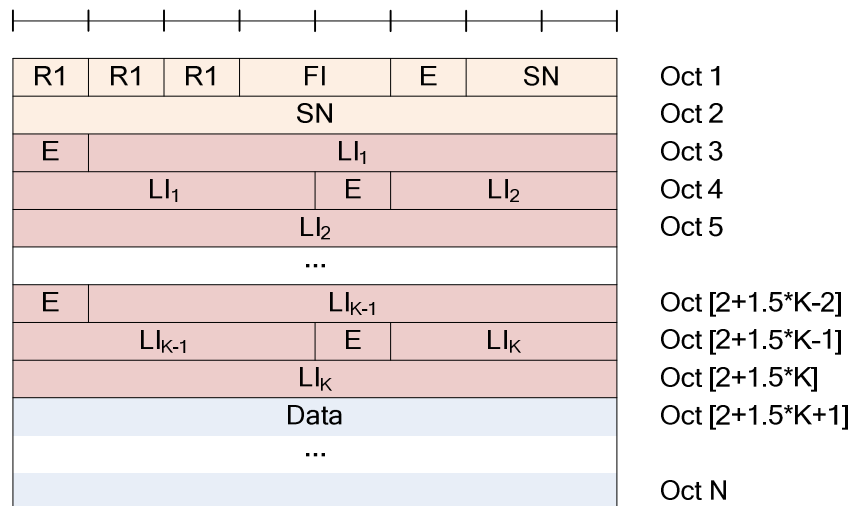 R1 R1 R1 FI E SN Oct 1
SN Oct 2
E LI1 Oct 3
LI1 E LI2 Oct 4
LI2 Oct 5
...
E LIK-1 Oct [2+1.5*K-2]
LIK-1 E LIK Oct [2+1.5*K-1]
LIK Oct [2+1.5*K]
Data Oct [2+1.5*K+1]
...
Oct N